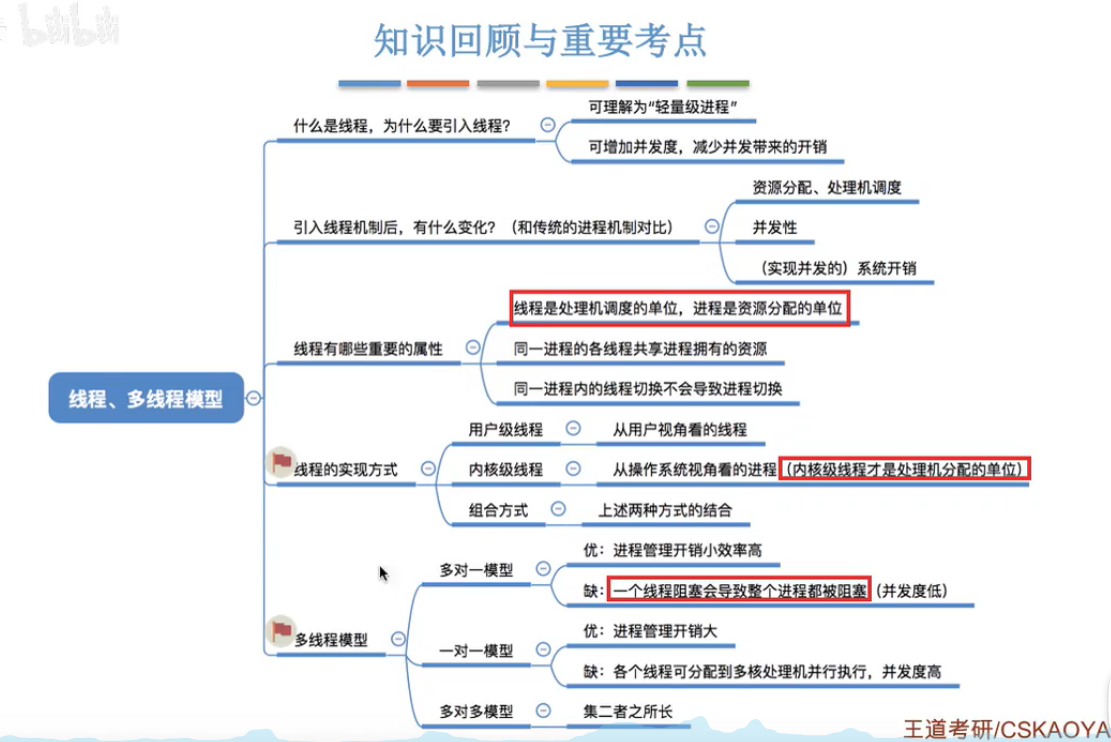 bilibili
知识回顾与重要考点
可理解为“轻量级进程”
什么是线程，为什么要引入线程？
可增加并发度，减少并发带来的开销
资源分配、处理机调度
引入线程机制后，有什么变化？（和传统的进程机制对比）
并发性
（实现并发的）系统开销
线程是处理机调度的单位，进程是资源分配的单位
线程有哪些重要的属性
同一进程的各线程共享进程拥有的资源
同一进程内的线程切换不会导致进程切换
线程、多线程模型
用户级线程
从用户视角看的线程
线程的实现方式
内核级线程
从操作系统视角看的进程（内核级线程才是处理机分配的单位）
组合方式
上述两种方式的结合
多对一模型
优：进程管理开销小效率高
缺：一个线程阻塞会导致整个进程都被阻塞（并发度低）
多线程模型
一对一模型
优：进程管理开销大
缺：各个线程可分配到多核处理机并行执行，并发度高
多对多模型
集二者之所长
王道考研/CSKAOYA